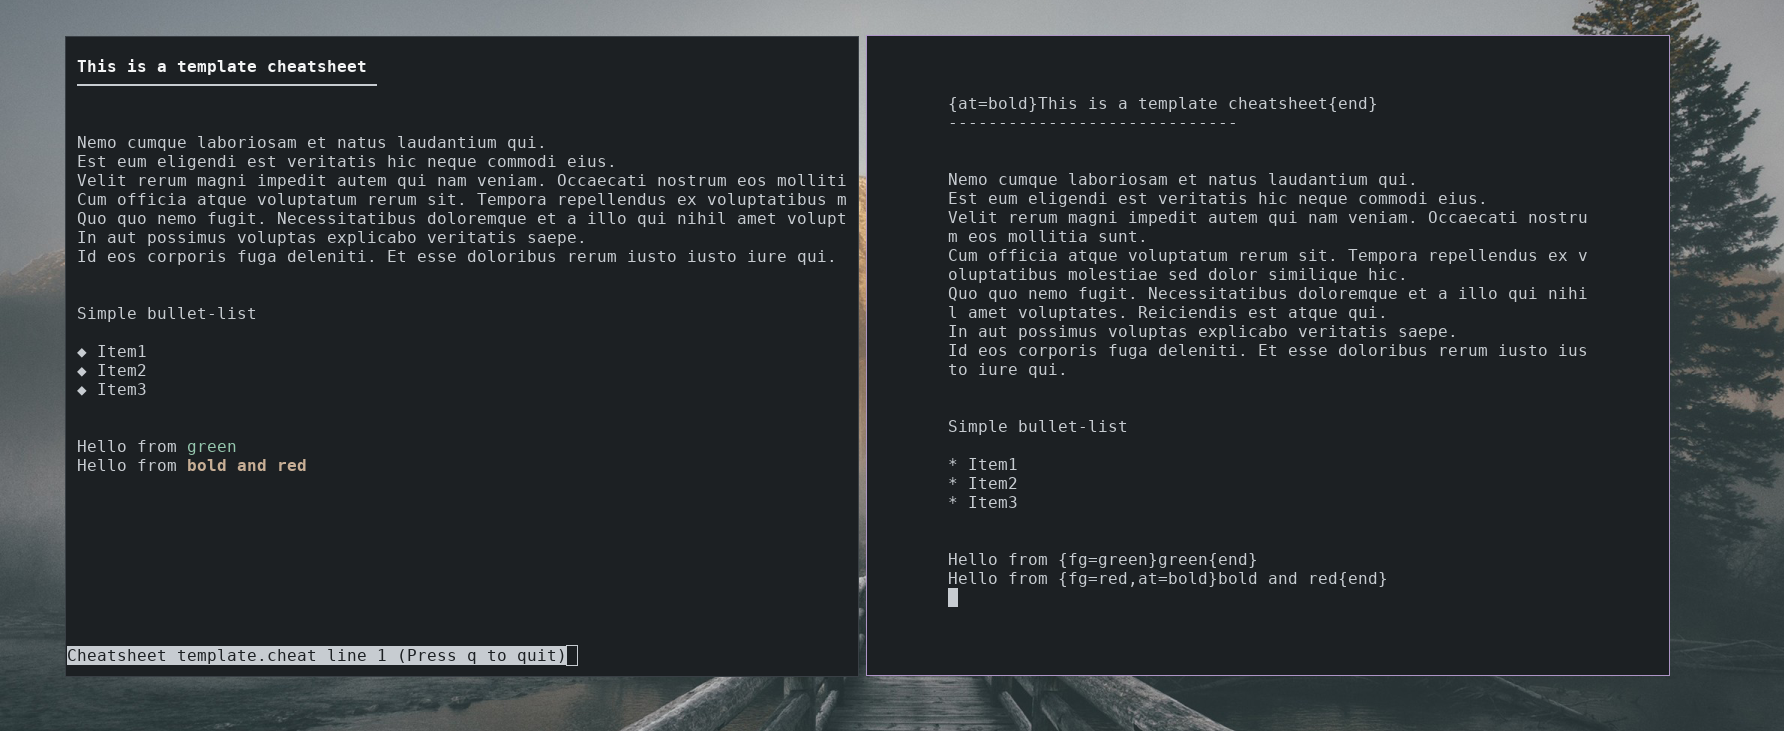 This is a template cheatsheet
Nemo cumque laboriosam et natus laudantium qui.
Est eum eligendi est veritatis hic neque commodi eius.
Velit rerum magni impedit autem qui nam veniam. Occaecati nostrum eos molliti
Cum officia atque voluptatum rerum sit. Tempora repellendus ex voluptatibus m
Quo quo nemo fugit. Necessitatibus doloremque et a illo qui nihil amet volupt
In aut possimus voluptas explicabo veritatis saepe.
Id eos corporis fuga deleniti. Et esse doloribus rerum iusto iusto iure qui.
Simple bullet-list
◆ Item1
◆ Item2
◆ Item3
Hello from green
Hello from bold and red
Cheatsheet template.cheat line 1 (Press q to quit)
{at=bold}This is a template cheatsheet{end}
-----------------------------
Nemo cumque laboriosam et natus laudantium qui.
Est eum eligendi est veritatis hic neque commodi eius.
Velit rerum magni impedit autem qui nam veniam. Occaecati nostru
m eos mollitia sunt.
Cum officia atque voluptatum rerum sit. Tempora repellendus ex v
oluptatibus molestiae sed dolor similique hic.
Quo quo nemo fugit. Necessitatibus doloremque et a illo qui nihi
l amet voluptates. Reiciendis est atque qui.
In aut possimus voluptas explicabo veritatis saepe.
Id eos corporis fuga deleniti. Et esse doloribus rerum iusto ius
to iure qui.
Simple bullet-list
* Item1
* Item2
* Item3
Hello from {fg=green}green{end}
Hello from {fg=red,at=bold}bold and red{end}